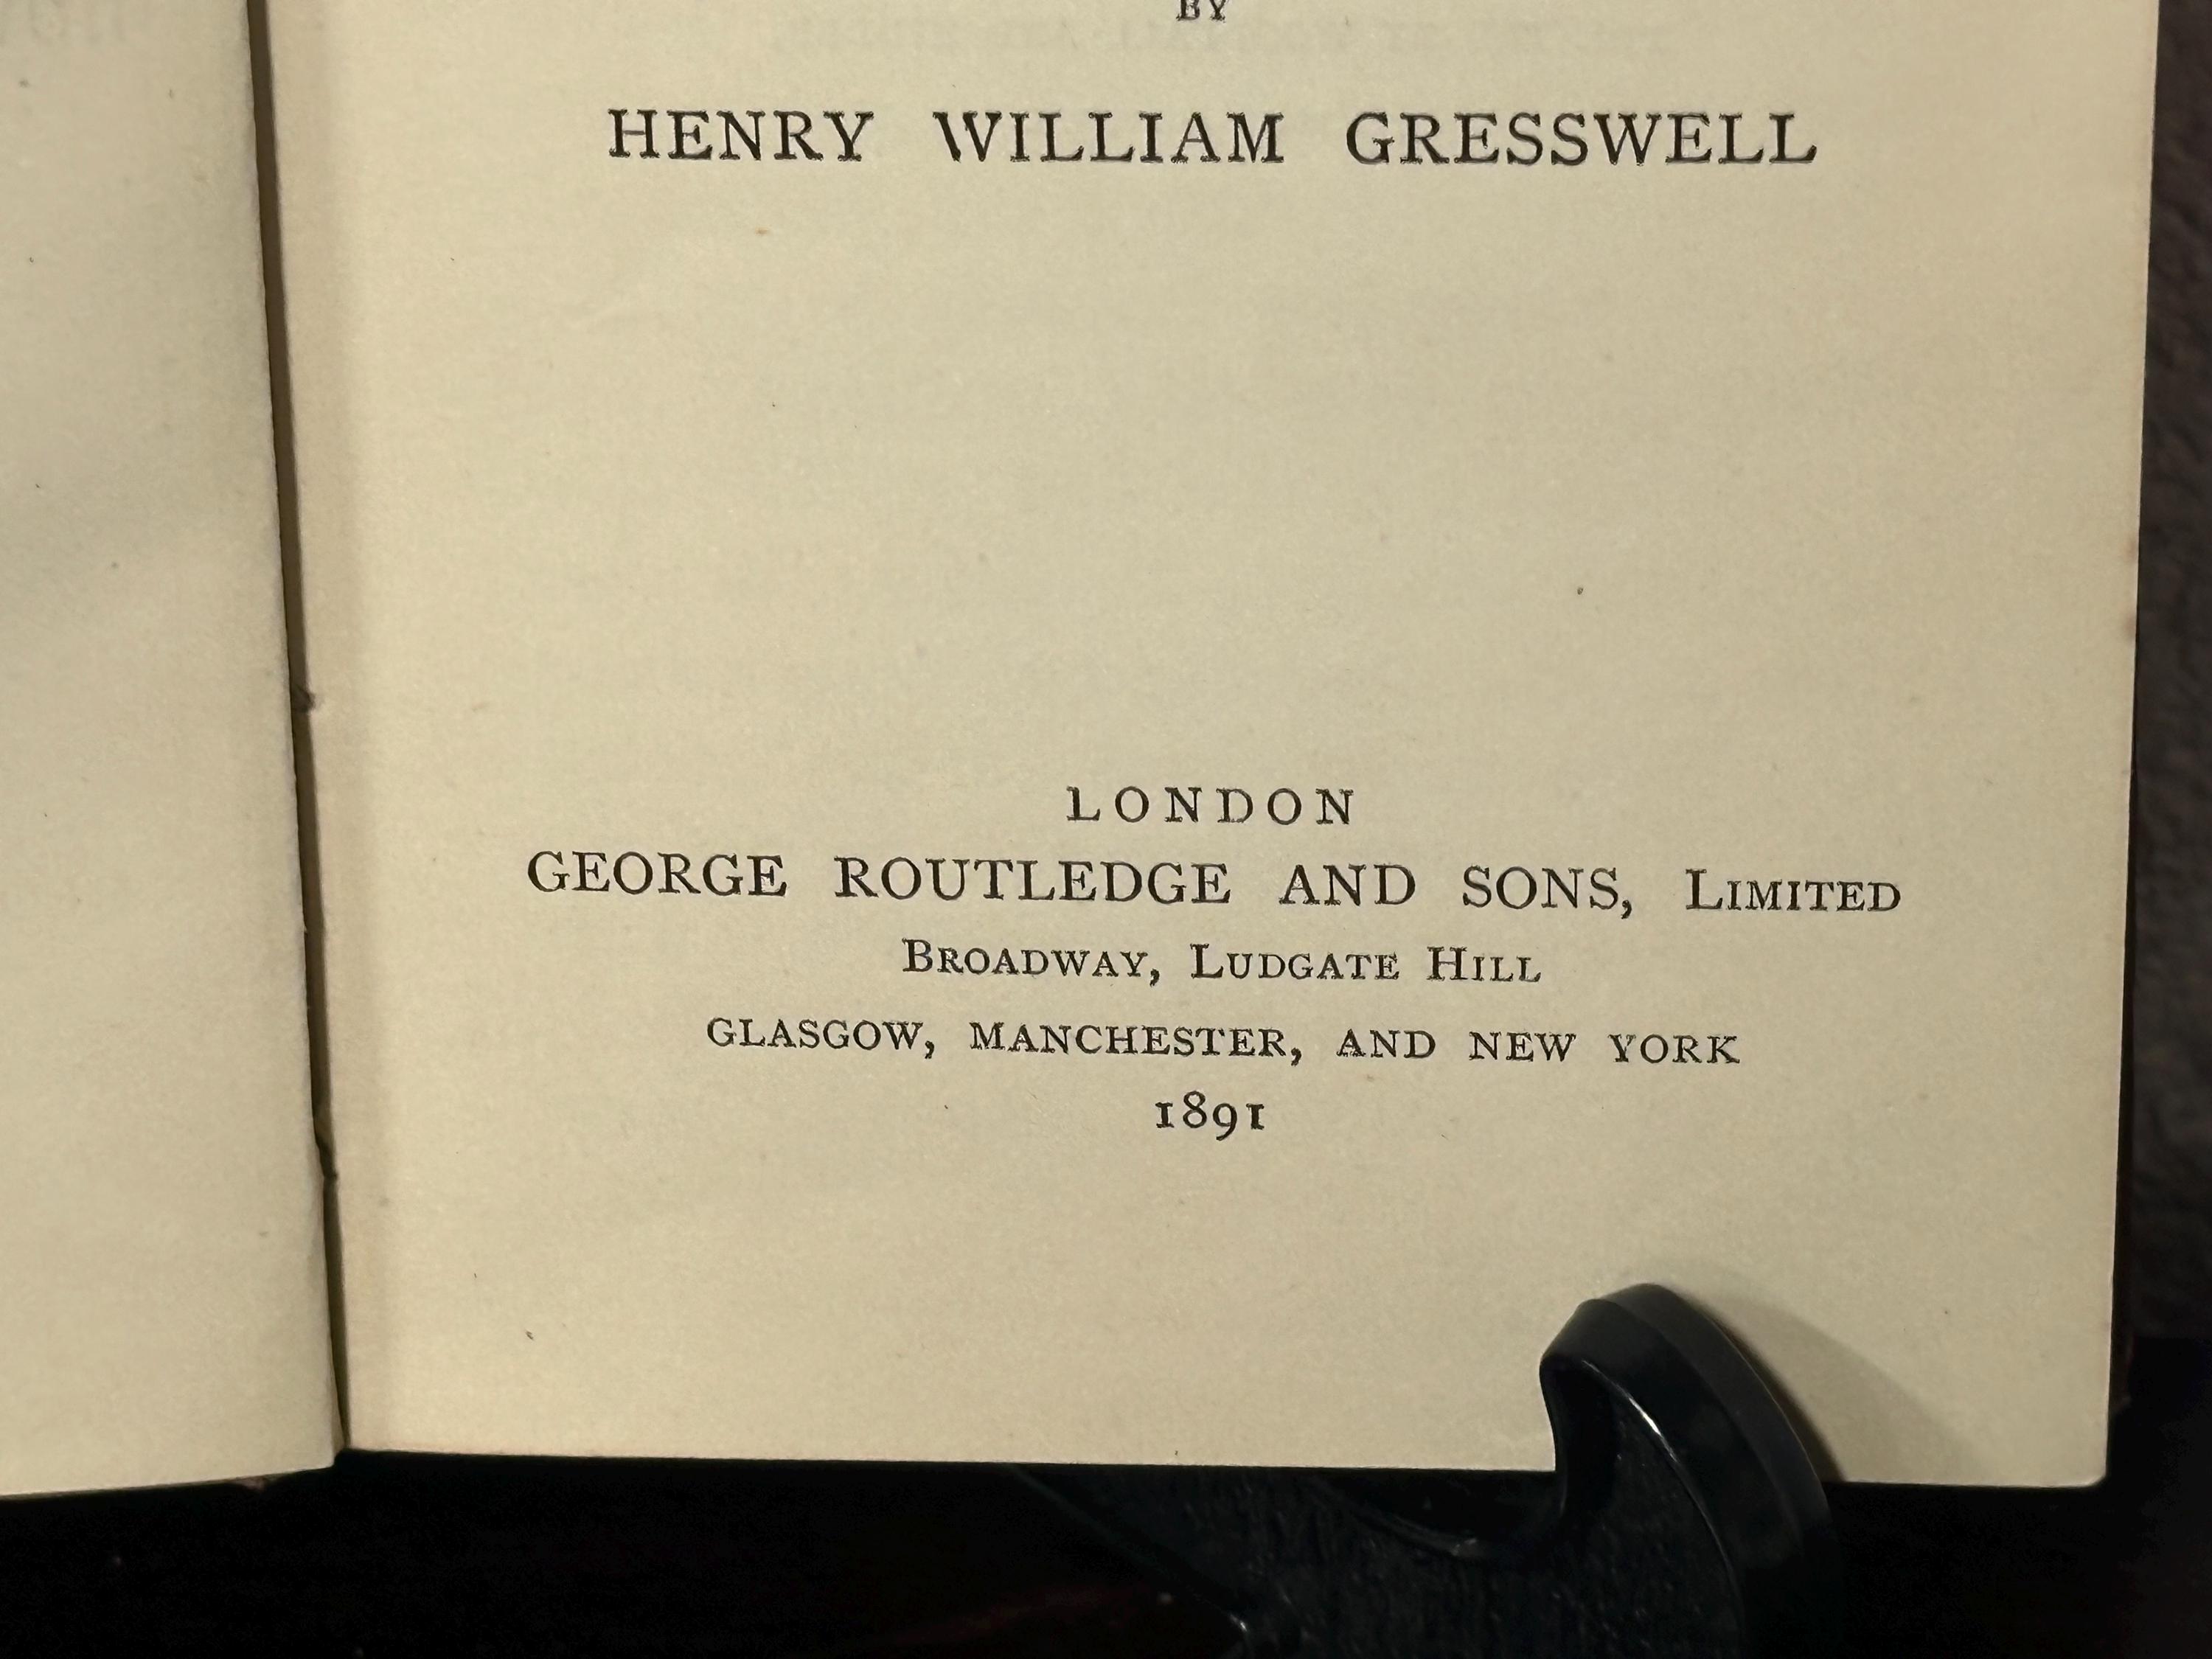 BY
HENRY WILLIAM GRESSWELL
LONDON
GEORGE ROUTLEDGE AND SONS, LIMITED
BROADWAY, LUDGATE HILL
GLASGOW, MANCHESTER, AND NEW YORK
1891